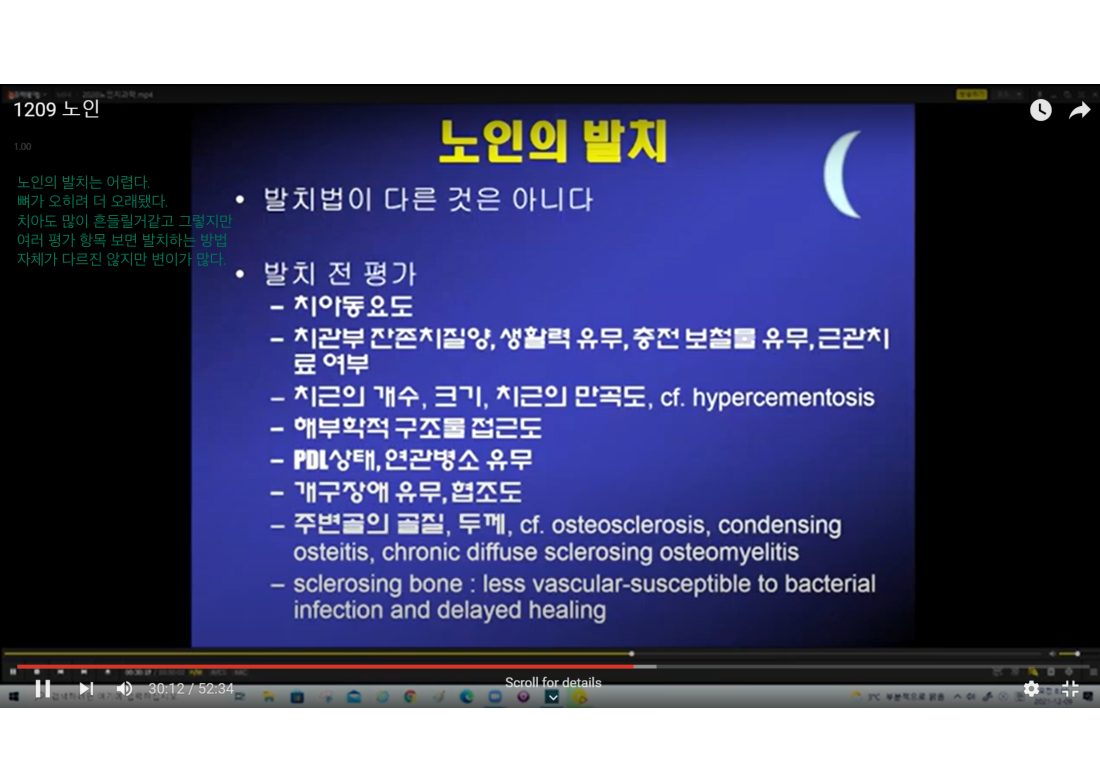 1209 노인
1.00
노인의 발치는 어렵다.
뼈가 오히려 더 오래됐다.
치아도 많이 흔들릴거같고 그렇지만
여러 평가 항목 보면 발치하는 방법
자체가 다르진 않지만 변이가 많다.
노인의 발치
• 발치법이 다른 것은 아니다
• 발치 전 평가
– 치아동요도
– 치관부 잔존치질양, 생활력 유무, 충전 보철물 유무, 근관치
료 여부
– 치근의 개수, 크기, 치근의 만곡도, cf. hypercementosis
– 해부학적 구조물 접근도
– PDL상태, 연관병소 유무
– 개구장애 유무, 협조도
– 주변골의 골질, 두께, cf. osteosclerosis, condensing
osteitis, chronic diffuse sclerosing osteomyelitis
– sclerosing bone : less vascular-susceptible to bacterial
infection and delayed healing
30:12 / 52:34
Scroll for details
3°C 부분적으로 맑음